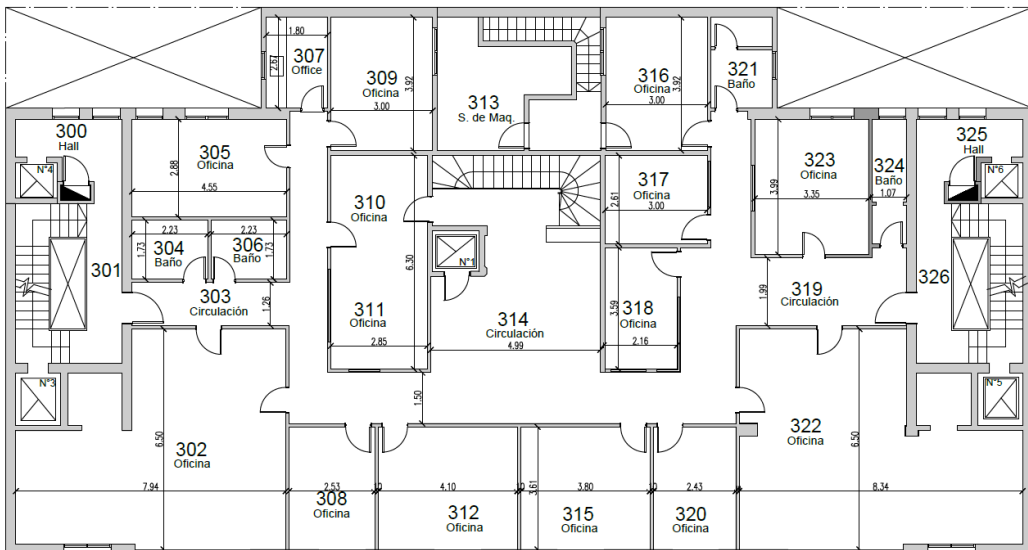 1.80
2.67
307
Office
309
Oficina
3.92
3.00
313
S. de Maq.
316
Oficina
3.92
3.00
321
Baño
300
Hall
N°4
305
Oficina
2.88
4.55
310
Oficina
317
Oficina
2.61
3.00
323
Oficina
3.99
3.35
324
Baño
1.07
325
Hall
N°6
2.23
2.23
304
Baño
1.73
306
Baño
1.73
301
303
Circulación
1.26
6.30
N°1
311
Oficina
2.85
314
Circulación
4.99
318
Oficina
3.59
2.16
319
Circulación
1.99
326
N°3
N°5
1.50
302
Oficina
6.50
7.94
322
Oficina
6.50
8.34
2.53
308
Oficina
4.10
312
Oficina
3.61
3.80
315
Oficina
2.43
320
Oficina